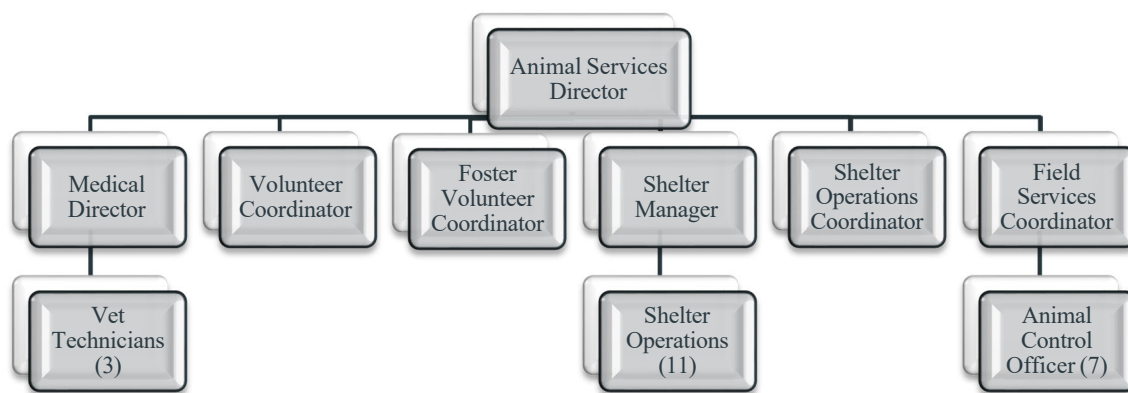 Animal Services
Director
Medical
Director
Volunteer
Coordinator
Foster
Volunteer
Coordinator
Shelter
Manager
Shelter
Operations
Coordinator
Field
Services
Coordinator
Vet
Technicians
(3)
Shelter
Operations
(11)
Animal
Control
Officer (7)